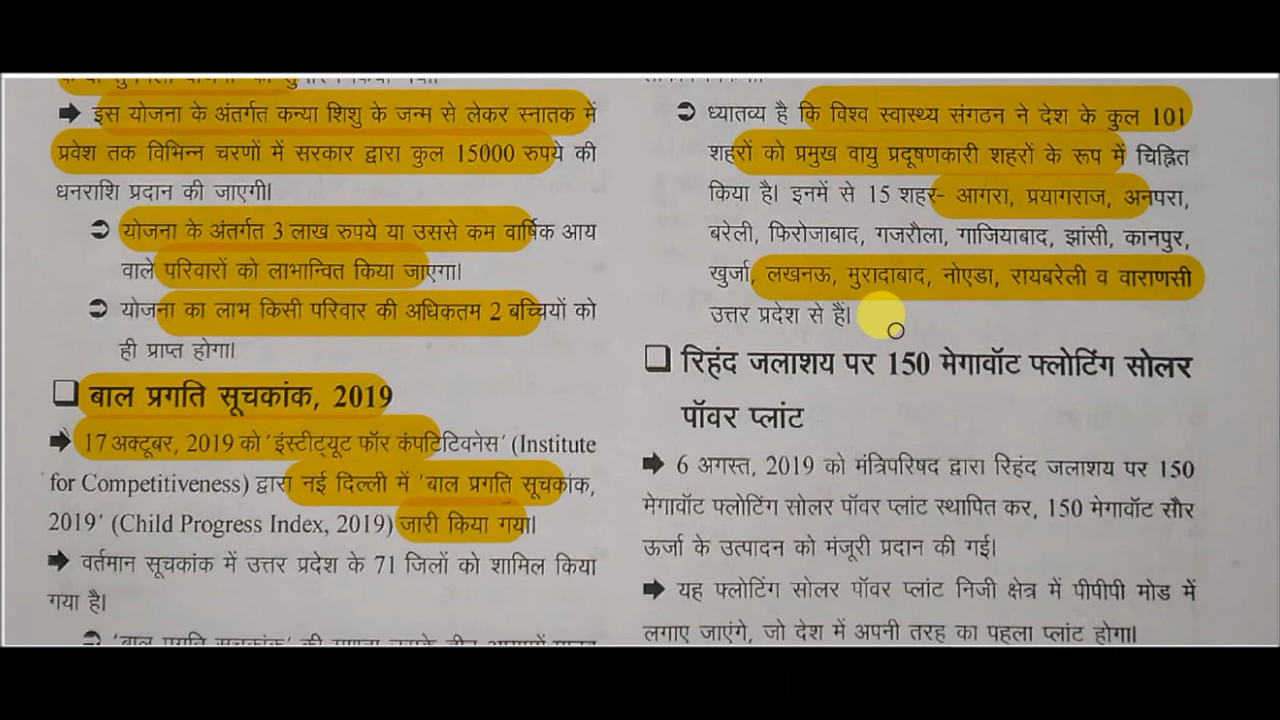 ➡ इस योजना के अंतर्गत कन्या शिशु के जन्म से लेकर स्नातक में
प्रवेश तक विभिन्न चरणों में सरकार द्वारा कुल 15000 रुपये की
धनराशि प्रदान की जाएगी।
➲ योजना के अंतर्गत 3 लाख रुपये या उससे कम वार्षिक आय
वाले परिवारों को लाभान्वित किया जाएगा।
➲ योजना का लाभ किसी परिवार की अधिकतम 2 बच्चियों को
ही प्राप्त होगा।
❑ बाल प्रगति सूचकांक, 2019
➡ 17 अक्टूबर, 2019 को 'इंस्टीट्यूट फॉर कंपटिटिवनेस' (Institute
for Competitiveness) द्वारा नई दिल्ली में 'बाल प्रगति सूचकांक,
2019' (Child Progress Index, 2019) जारी किया गया।
➡ वर्तमान सूचकांक में उत्तर प्रदेश के 71 जिलों को शामिल किया
गया है।
➲ 'बाल प्रगति सूचकांक' की
➲ ध्यातव्य है कि विश्व स्वास्थ्य संगठन ने देश के कुल 101
शहरों को प्रमुख वायु प्रदूषणकारी शहरों के रूप में चिह्नित
किया है। इनमें से 15 शहर- आगरा, प्रयागराज, अनपरा,
बरेली, फिरोजाबाद, गजरौला, गाजियाबाद, झांसी, कानपुर,
खुर्जा, लखनऊ, मुरादाबाद, नोएडा, रायबरेली व वाराणसी
उत्तर प्रदेश से हैं।
❑ रिहंद जलाशय पर 150 मेगावॉट फ्लोटिंग सोलर
पॉवर प्लांट
➡ 6 अगस्त, 2019 को मंत्रिपरिषद द्वारा रिहंद जलाशय पर 150
मेगावॉट फ्लोटिंग सोलर पॉवर प्लांट स्थापित कर, 150 मेगावॉट सौर
ऊर्जा के उत्पादन को मंजूरी प्रदान की गई।
➡ यह फ्लोटिंग सोलर पॉवर प्लांट निजी क्षेत्र में पीपीपी मोड में
लगाए जाएंगे, जो देश में अपनी तरह का पहला प्लांट होगा।